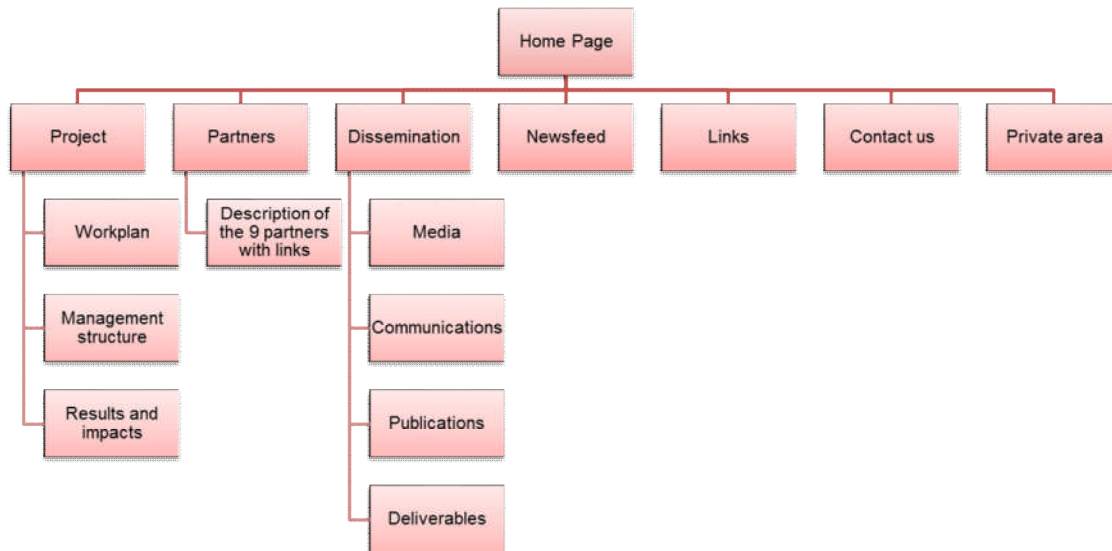 Home Page
Project
Partners
Dissemination
Newsfeed
Links
Contact us
Private area
Workplan
Management
structure
Results and
impacts
Description of
the 9 partners
with links
Media
Communications
Publications
Deliverables